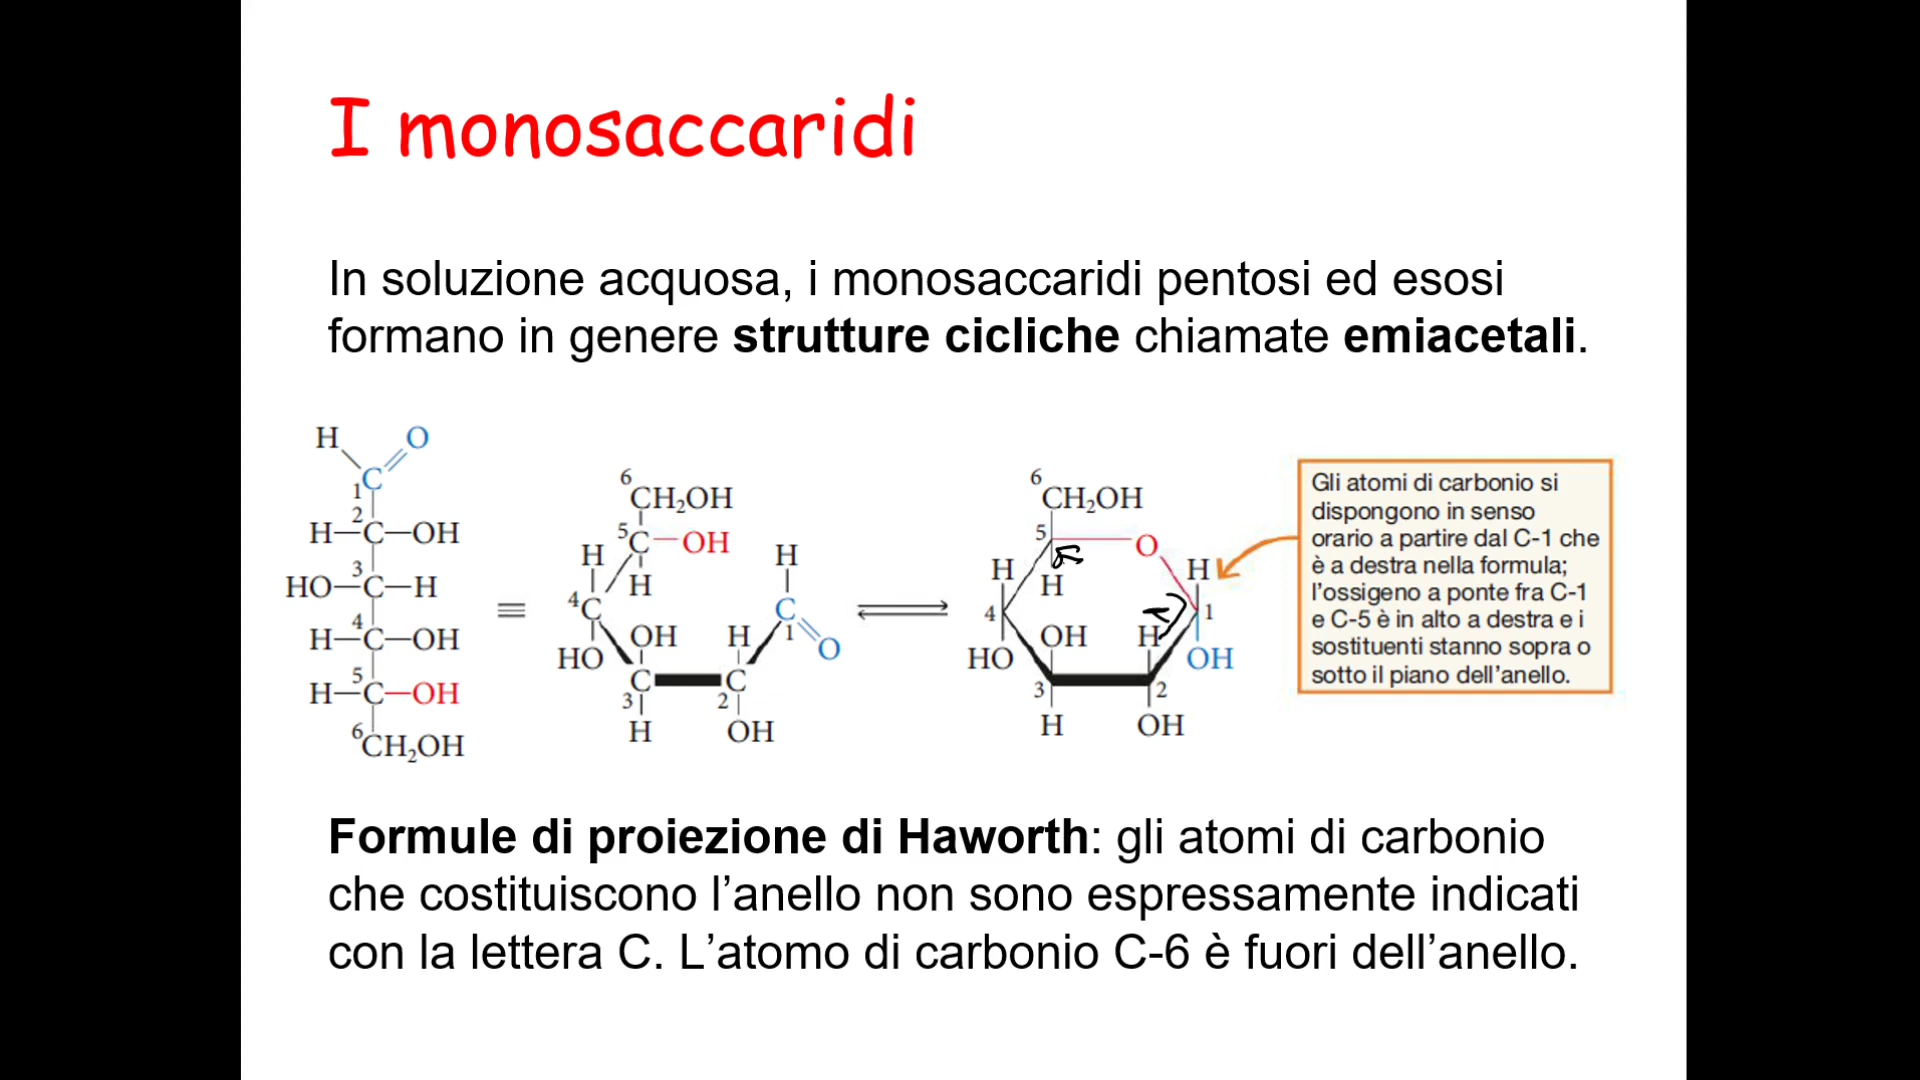 I monosaccaridi
In soluzione acquosa, i monosaccaridi pentosi ed esosi
formano in genere strutture cicliche chiamate emiacetali.
H O
1C
2
H–C–OH
3
HO–C–H
4
H–C–OH
5
H–C–OH
6CH₂OH
≡
6
CH₂OH
5C–OH
H
H
H
4C
C
1
O
HO
OH
H
C
C
3
2
H
OH
6
CH₂OH
5
O
H
H
H
4
1
HO
OH
H
OH
3
2
H
OH
Gli atomi di carbonio si
dispongono in senso
orario a partire dal C-1 che
è a destra nella formula;
l’ossigeno a ponte fra C-1
e C-5 è in alto a destra e i
sostituenti stanno sopra o
sotto il piano dell’anello.
Formule di proiezione di Haworth: gli atomi di carbonio
che costituiscono l’anello non sono espressamente indicati
con la lettera C. L’atomo di carbonio C-6 è fuori dell’anello.